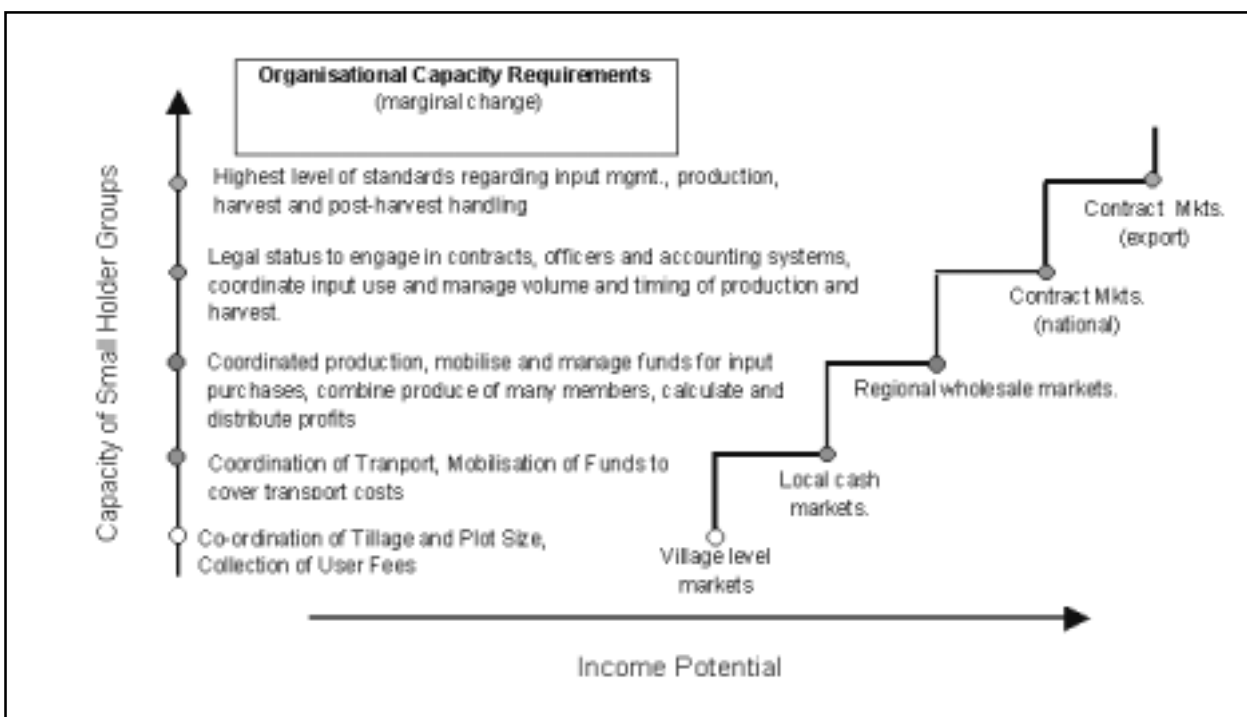 Organisational Capacity Requirements
(marginal change)
Capacity of Small Holder Groups
Highest level of standards regarding input mgmt., production,
harvest and post-harvest handling
Legal status to engage in contracts, officers and accounting systems,
coordinate input use and manage volume and timing of production and
harvest.
Coordinated production, mobilise and manage funds for input
purchases, combine produce of many members, calculate and
distribute profits
Coordination of Tranport, Mobilisation of Funds to
cover transport costs
Co-ordination of Tillage and Plot Size,
Collection of User Fees
Contract Mkts.
(export)
Contract Mkts.
(national)
Regional wholesale markets.
Local cash
markets.
Village level
markets
Income Potential